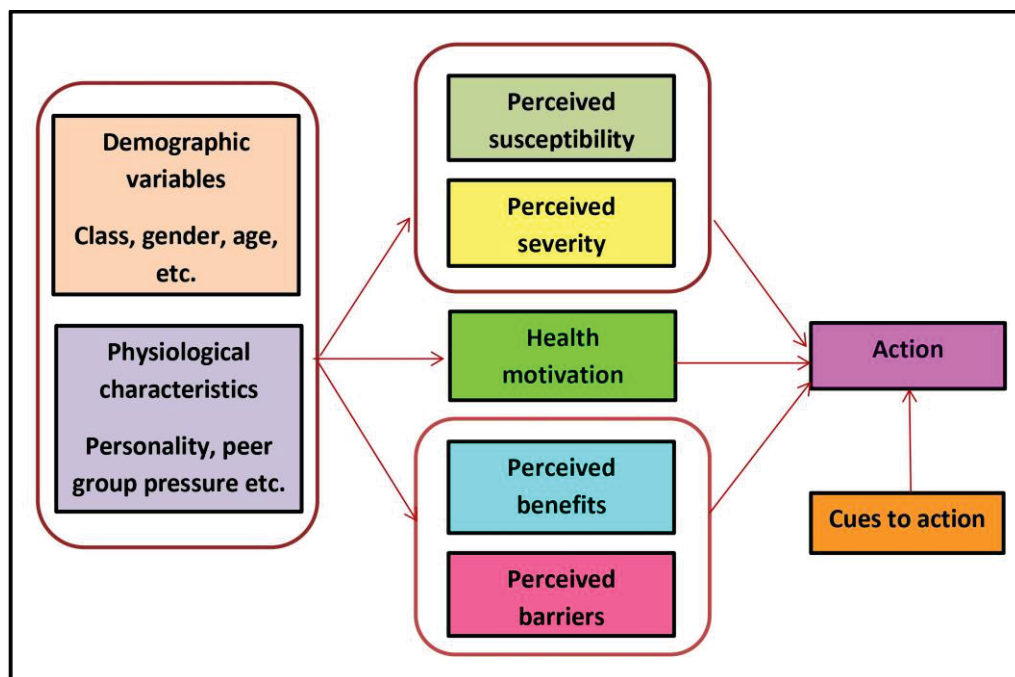 Demographic
variables
Class, gender, age,
etc.
Physiological
characteristics
Personality, peer
group pressure etc.
Perceived
susceptibility
Perceived
severity
Health
motivation
Perceived
benefits
Perceived
barriers
Action
Cues to action